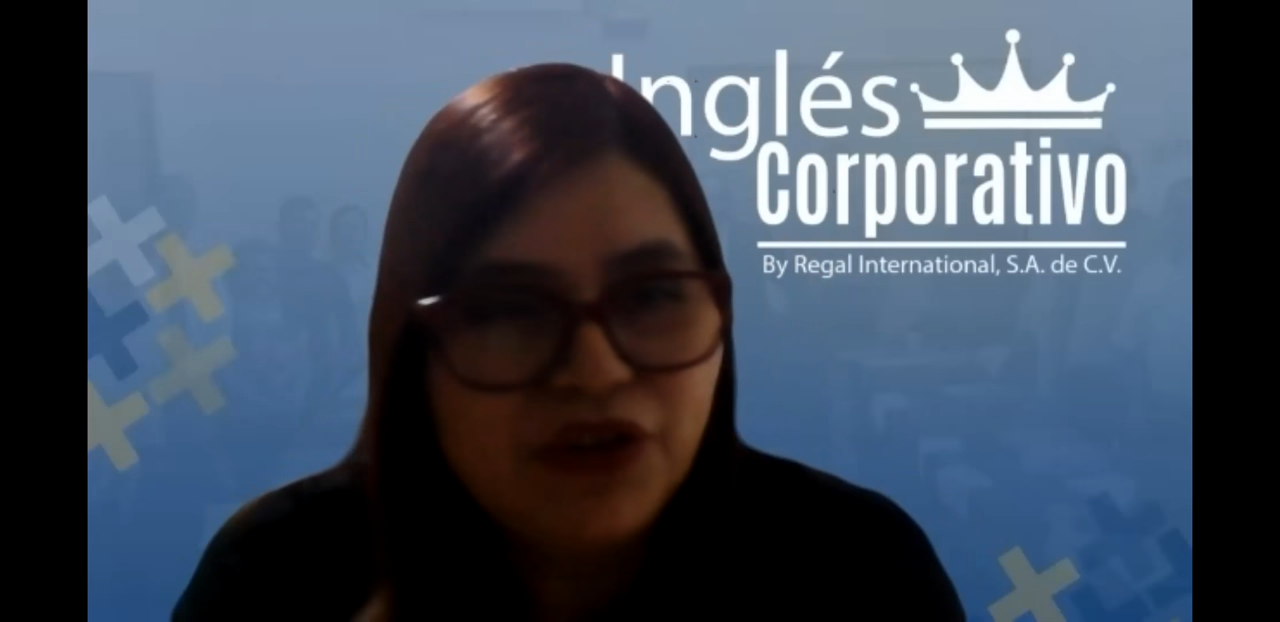 Inglés
Corporativo
By Regal International, S.A. de C.V.